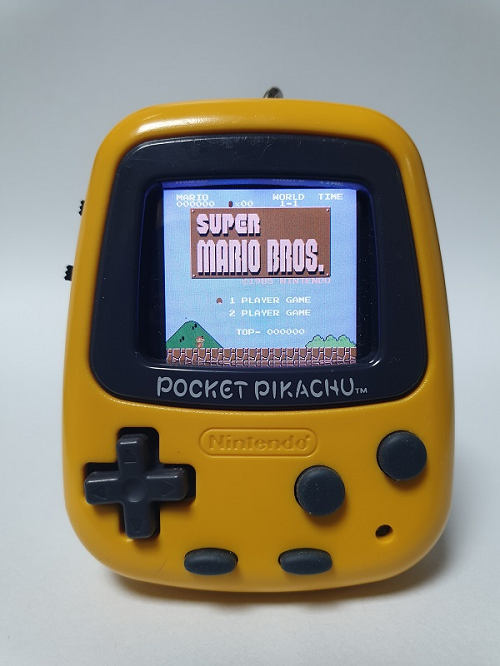 MARIO WORLD TIME
000000 ×00 1-1
SUPER
MARIO BROS.
©1985 NINTENDO
1 PLAYER GAME
2 PLAYER GAME
TOP- 000000
POCKET PIKACHU™
Nintendo®